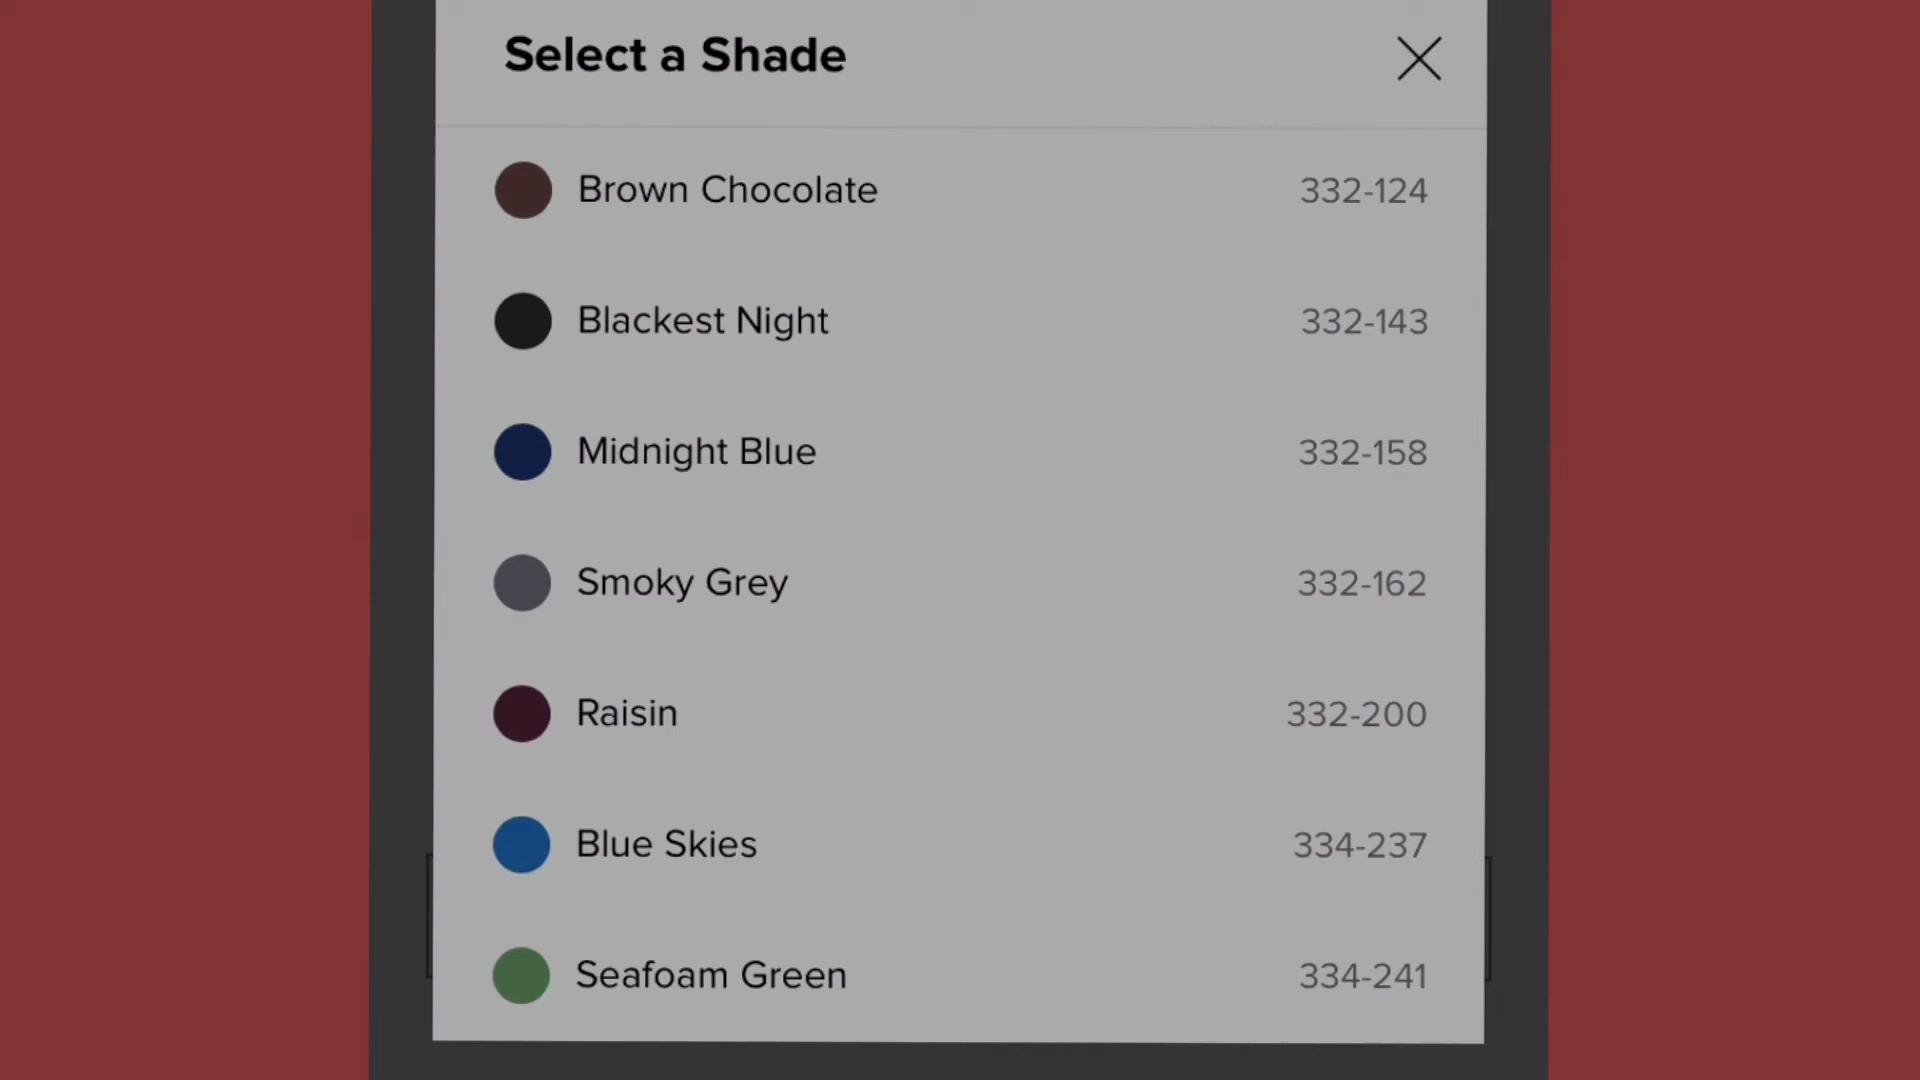 Select a Shade
Brown Chocolate 332-124
Blackest Night 332-143
Midnight Blue 332-158
Smoky Grey 332-162
Raisin 332-200
Blue Skies 334-237
Seafoam Green 334-241